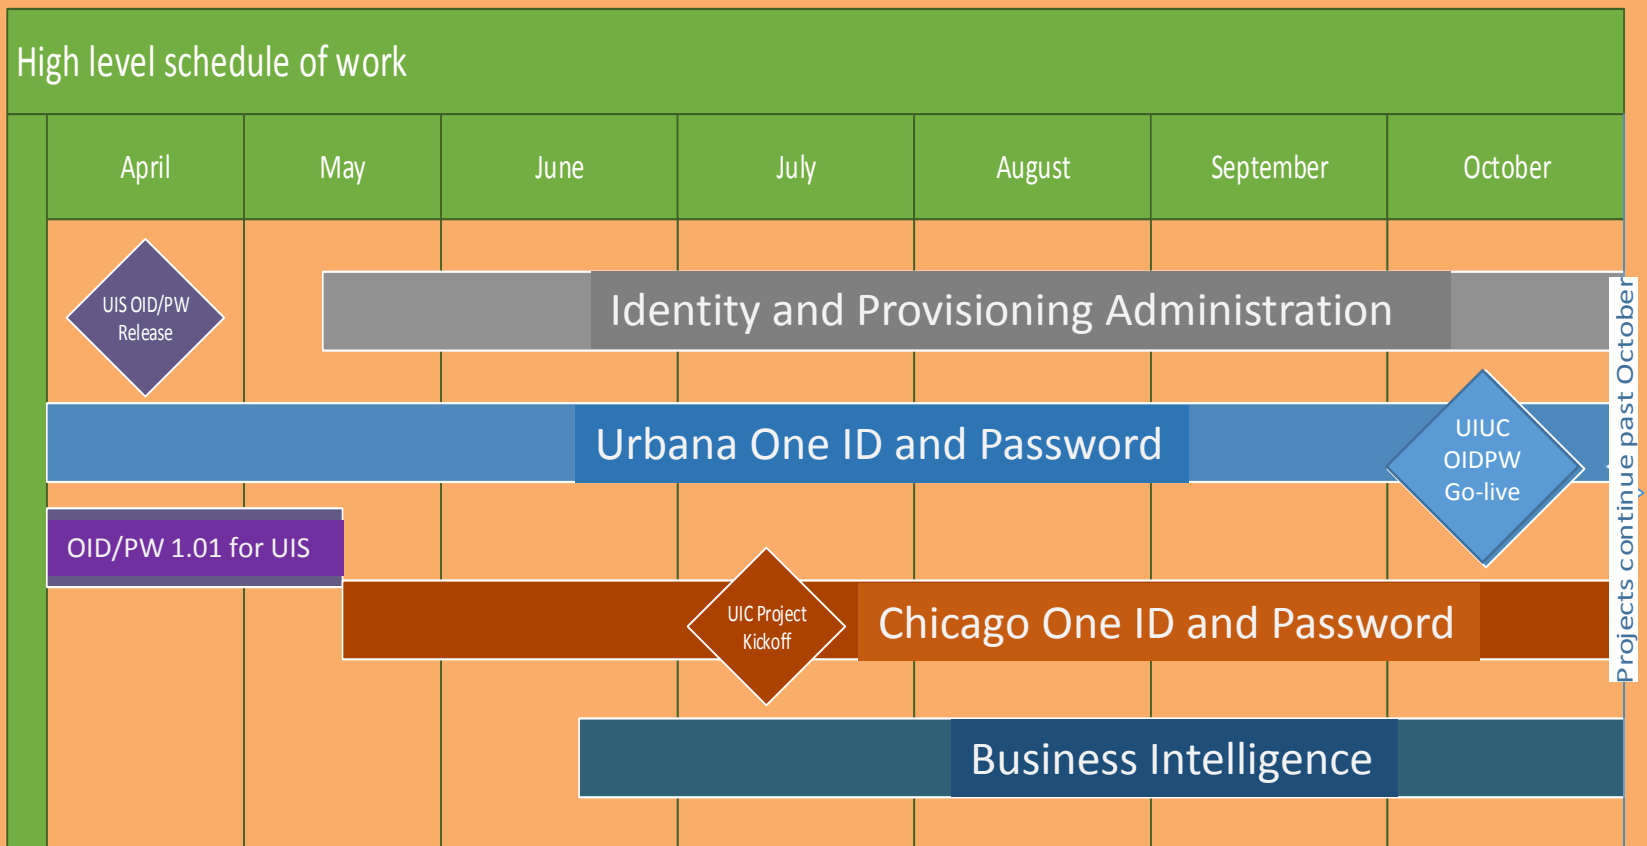 High level schedule of work
April
May
June
July
August
September
October
UIS OID/PW
Release
Identity and Provisioning Administration
Urbana One ID and Password
UIUC
OIDPW
Go-live
OID/PW 1.01 for UIS
UIC Project
Kickoff
Chicago One ID and Password
Business Intelligence
Projects continue past October